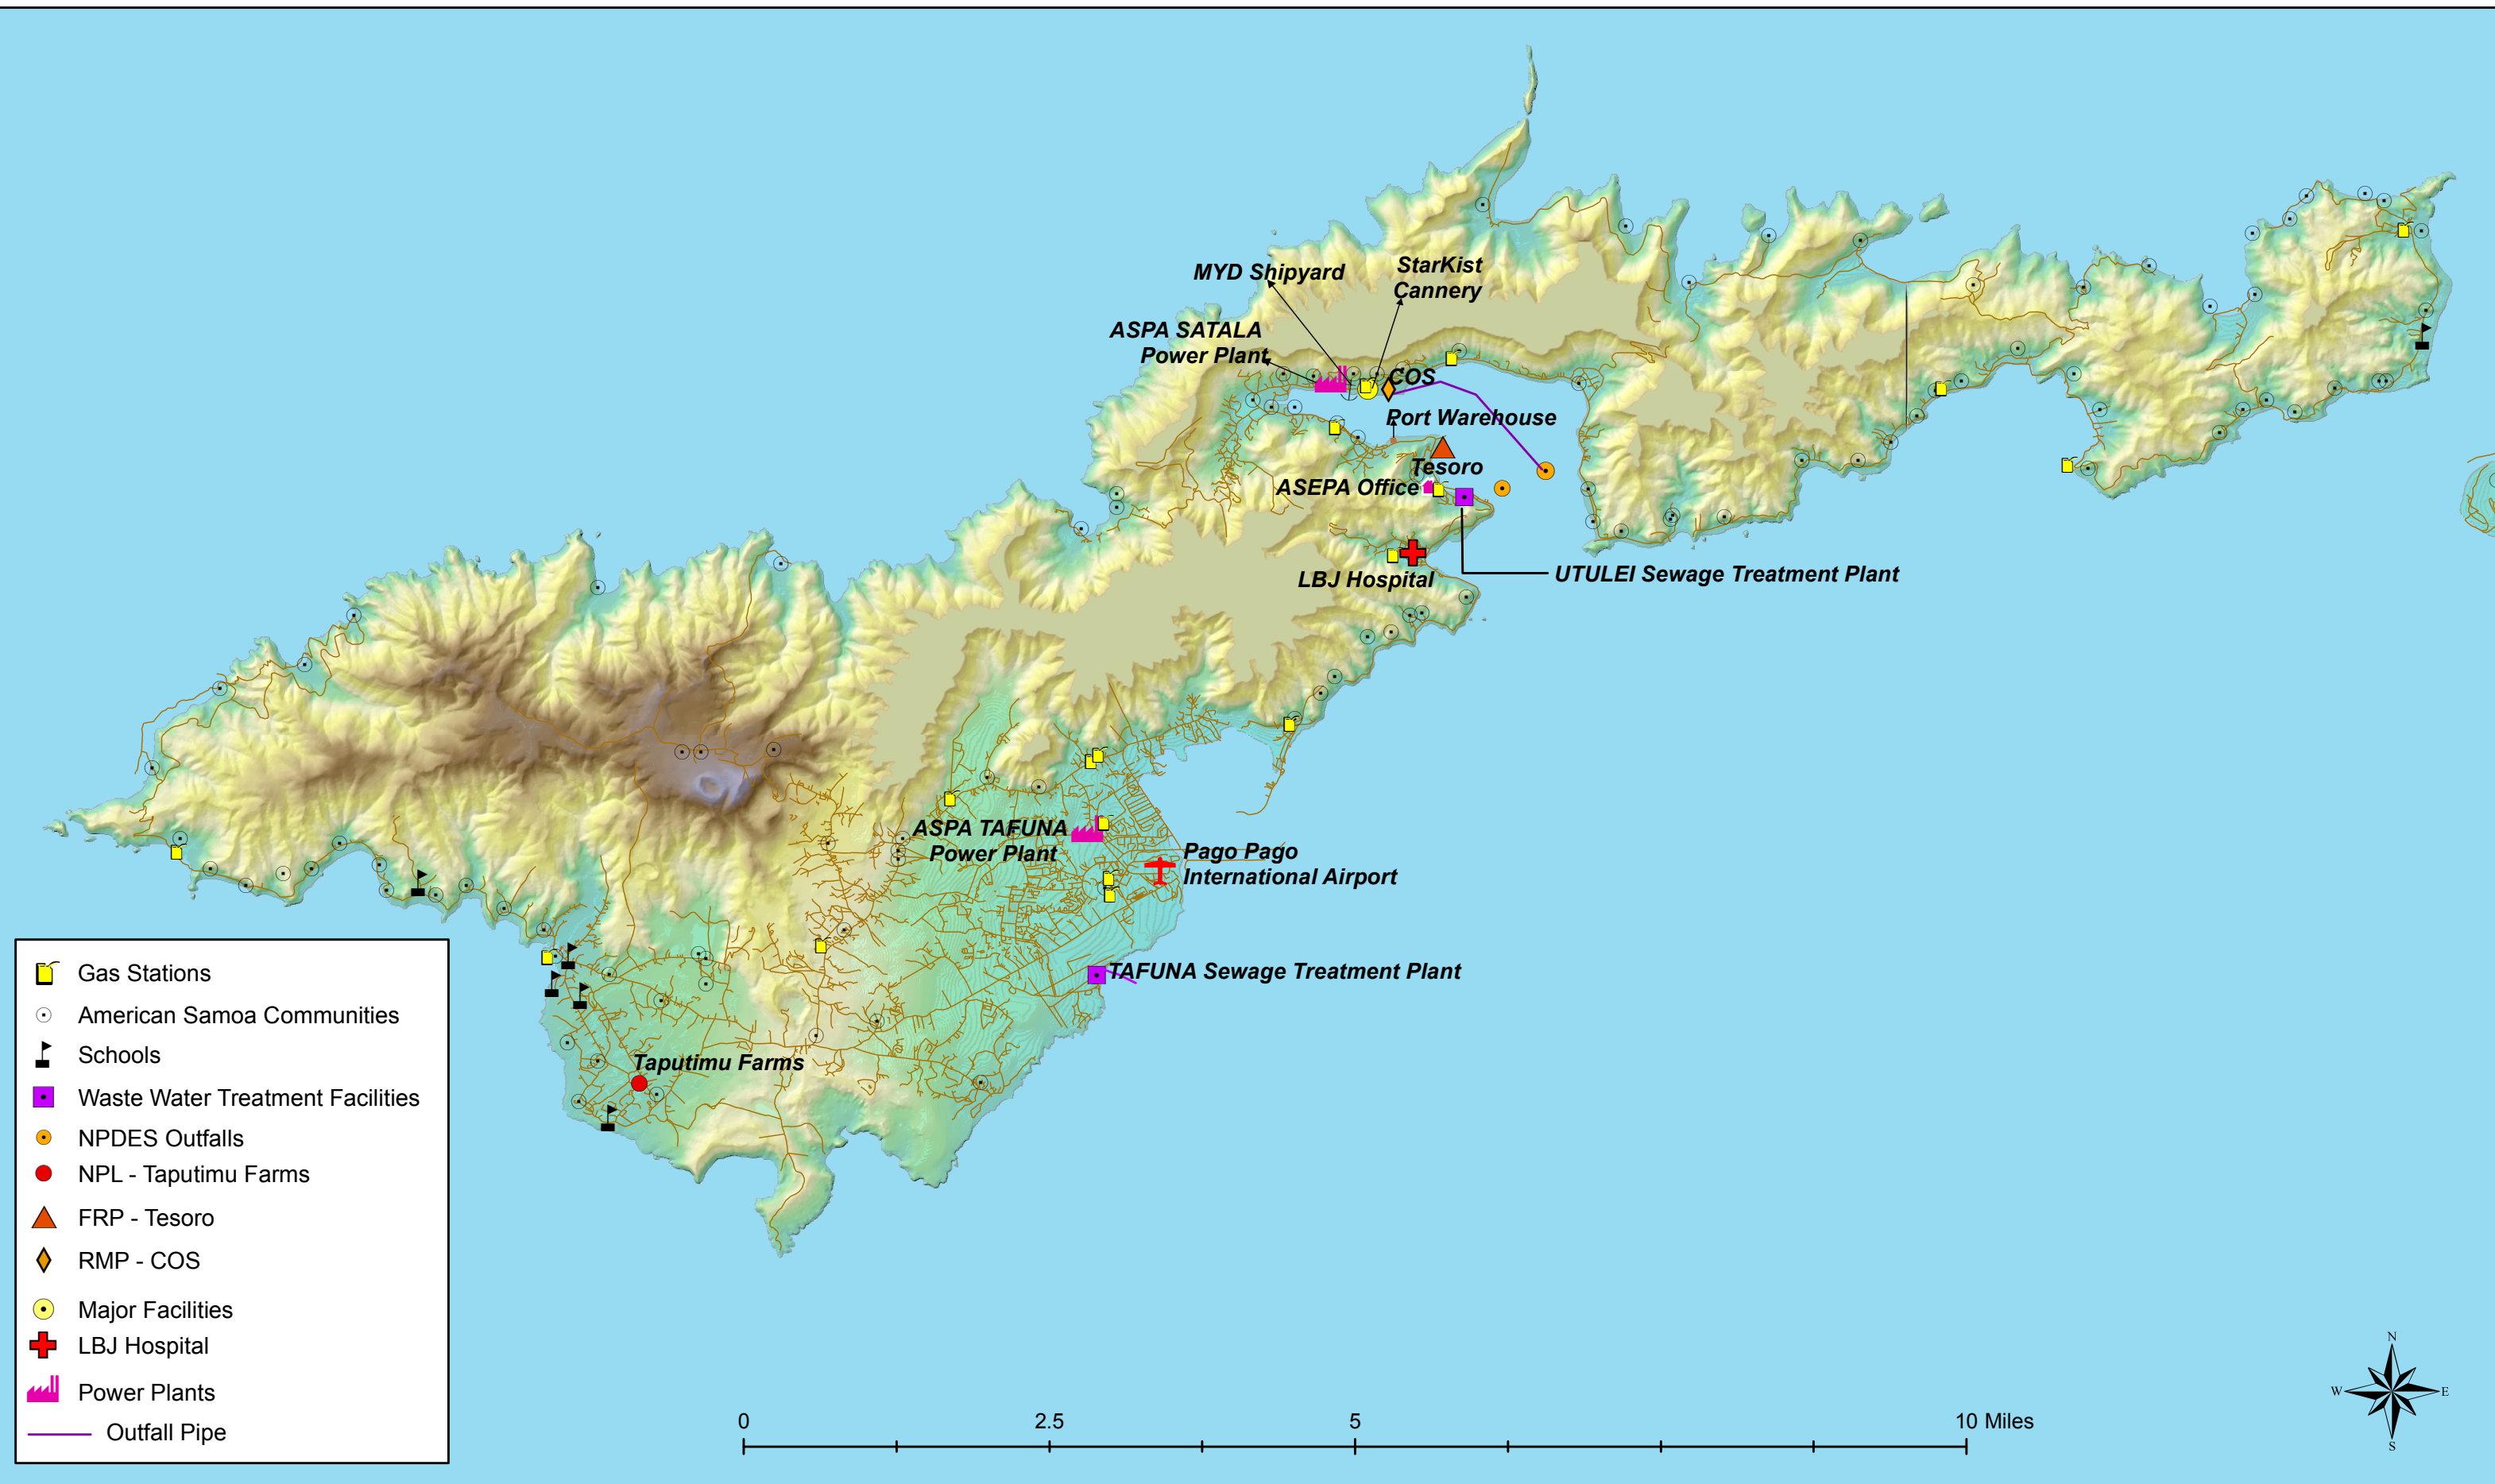 MYD Shipyard
StarKist
Cannery
ASPA SATALA
Power Plant
COS
Port Warehouse
Tesoro
ASEPA Office
LBJ Hospital
UTULEI Sewage Treatment Plant
ASPA TAFUNA
Power Plant
Pago Pago
International Airport
TAFUNA Sewage Treatment Plant
Taputimu Farms
Gas Stations
American Samoa Communities
Schools
Waste Water Treatment Facilities
NPDES Outfalls
NPL - Taputimu Farms
FRP - Tesoro
RMP - COS
Major Facilities
LBJ Hospital
Power Plants
Outfall Pipe
0 2.5 5 10 Miles
N
W E
S